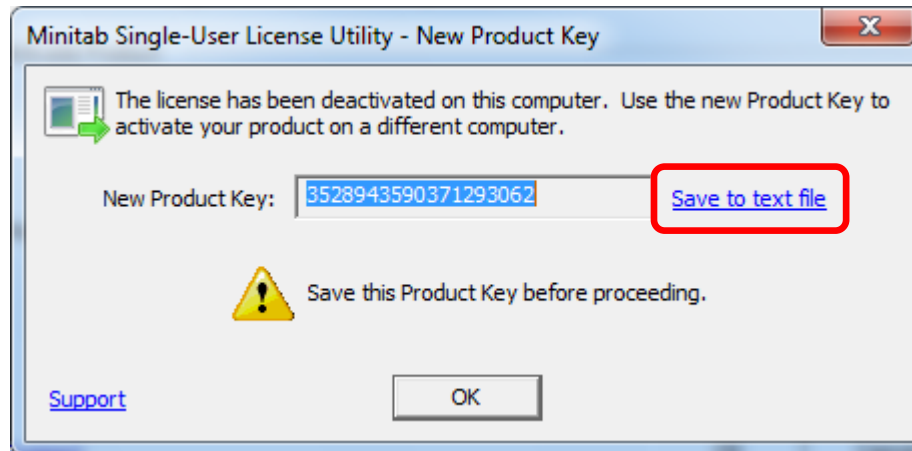 Minitab Single-User License Utility - New Product Key
The license has been deactivated on this computer. Use the new Product Key to
activate your product on a different computer.
New Product Key: 3528943590371293062 Save to text file
Save this Product Key before proceeding.
Support OK